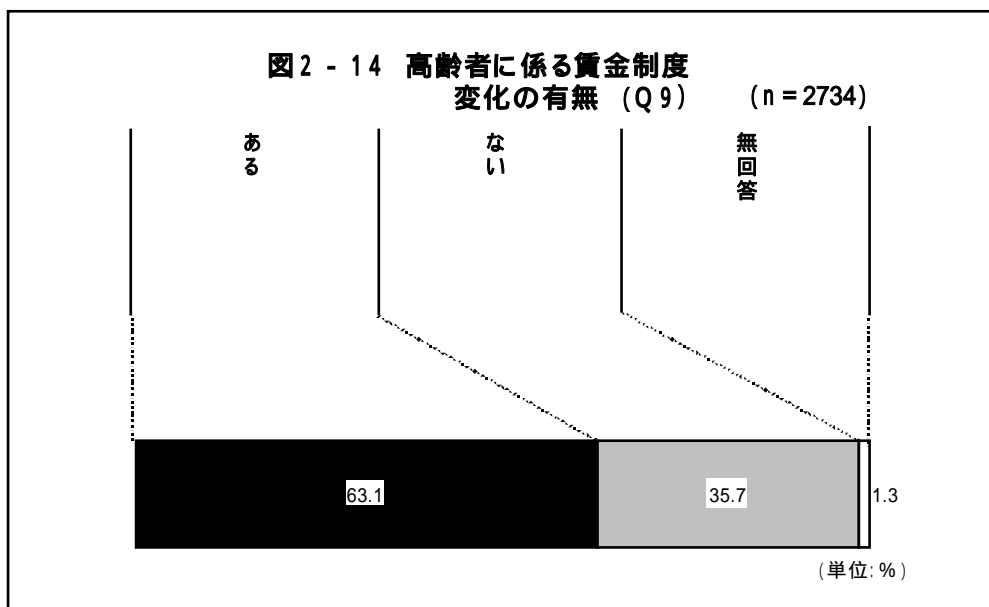 図2 - 14 高齢者に係る賃金制度
変化の有無 (Q9) (n=2734)
ある
ない
無回答
63.1
35.7
1.3
(単位:%)